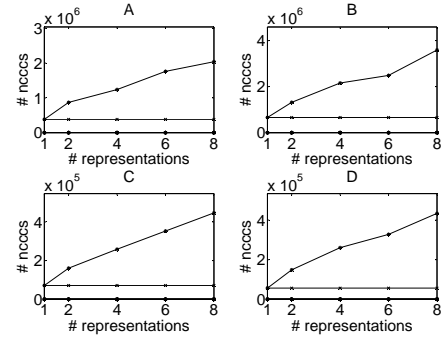 A
x 10^6
3
2
1
0
# ncccs
1 2 4 6 8
# representations
B
x 10^6
4
2
0
# ncccs
1 2 4 6 8
# representations
C
x 10^5
4
2
0
# ncccs
1 2 4 6 8
# representations
D
x 10^5
4
2
0
# ncccs
1 2 4 6 8
# representations